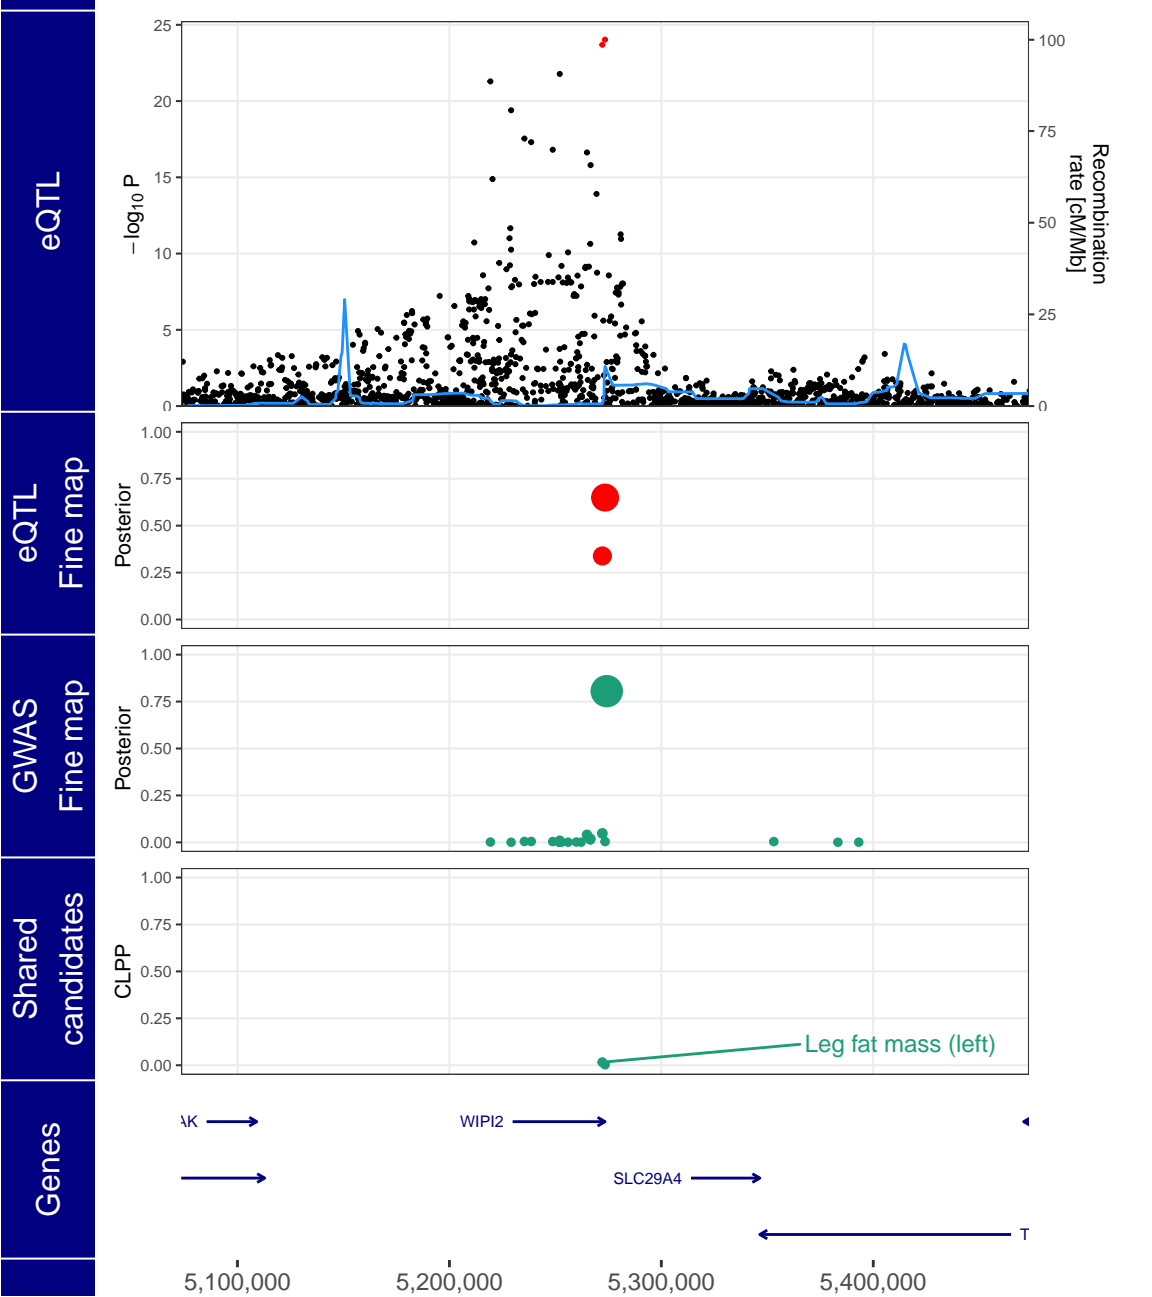 eQTL
−log10 P
25
20
15
10
5
0
100
75
50
25
0
Recombination
rate [cM/Mb]
eQTL
Fine map
Posterior
1.00
0.75
0.50
0.25
0.00
GWAS
Fine map
Posterior
1.00
0.75
0.50
0.25
0.00
Shared
candidates
CLPP
1.00
0.75
0.50
0.25
0.00
Leg fat mass (left)
Genes
AK
WIPI2
SLC29A4
T
5,100,000
5,200,000
5,300,000
5,400,000